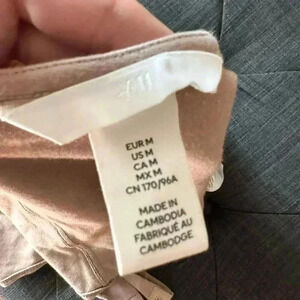 EUR M
US M
CA M
MX M
CN 170/96A
MADE IN
CAMBODIA
FABRIQUÉ AU
CAMBODGE